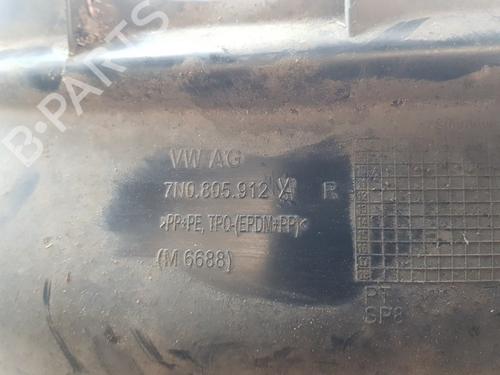 B-PARTS
VW AG
7N0.805.912 A R
>PP+PE, TPO-(EPDM+PP)<
(M 6688)
PT
SP8